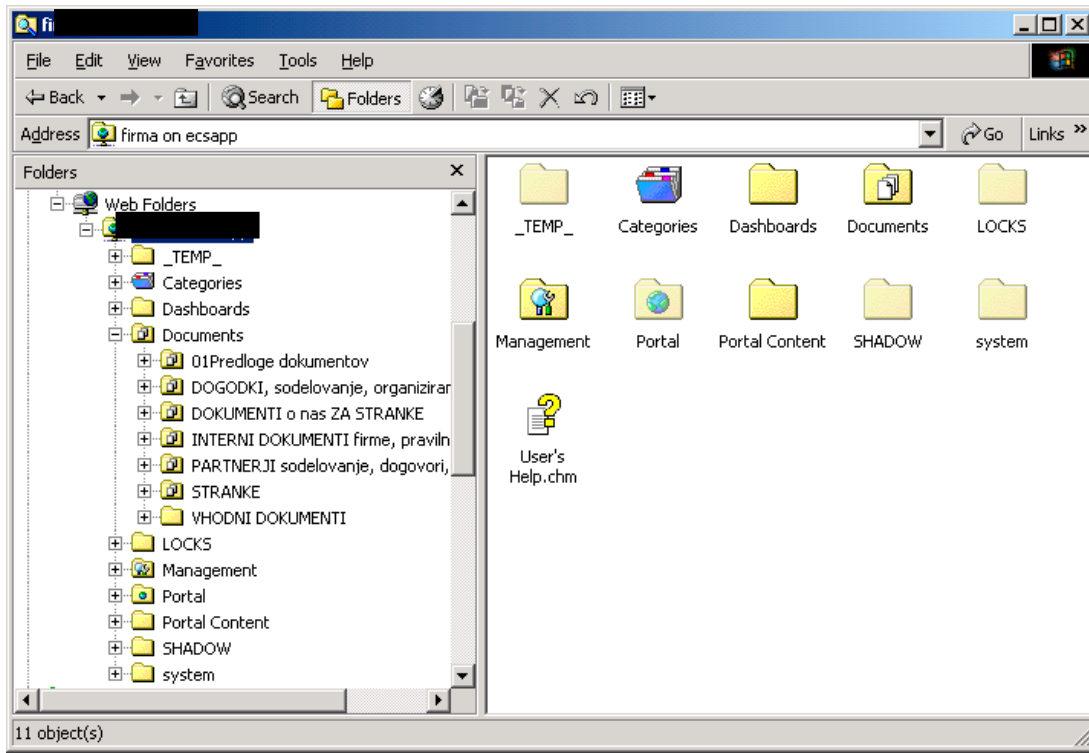 fi
File Edit View Favorites Tools Help
Back Search Folders
Address firma on ecsapp Go Links »
Folders
Web Folders
_TEMP_
Categories
Dashboards
Documents
01Predloge dokumentov
DOGODKI, sodelovanje, organizirar
DOKUMENTI o nas ZA STRANKE
INTERNI DOKUMENTI firme, praviln
PARTNERJI sodelovanje, dogovori,
STRANKE
VHODNI DOKUMENTI
LOCKS
Management
Portal
Portal Content
SHADOW
system
_TEMP_ Categories Dashboards Documents LOCKS
Management Portal Portal Content SHADOW system
User's
Help.chm
11 object(s)